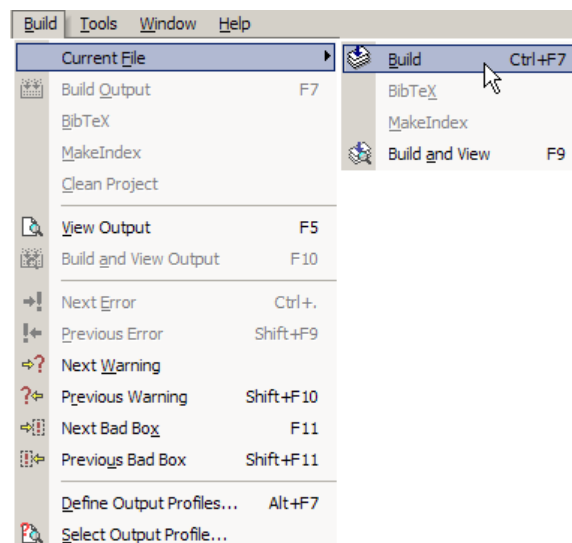 Build Tools Window Help
Current File
Build Ctrl+F7
BibTeX
MakeIndex
Build and View F9
Build Output F7
BibTeX
MakeIndex
Clean Project
View Output F5
Build and View Output F10
Next Error Ctrl+.
Previous Error Shift+F9
Next Warning
Previous Warning Shift+F10
Next Bad Box F11
Previous Bad Box Shift+F11
Define Output Profiles... Alt+F7
Select Output Profile...